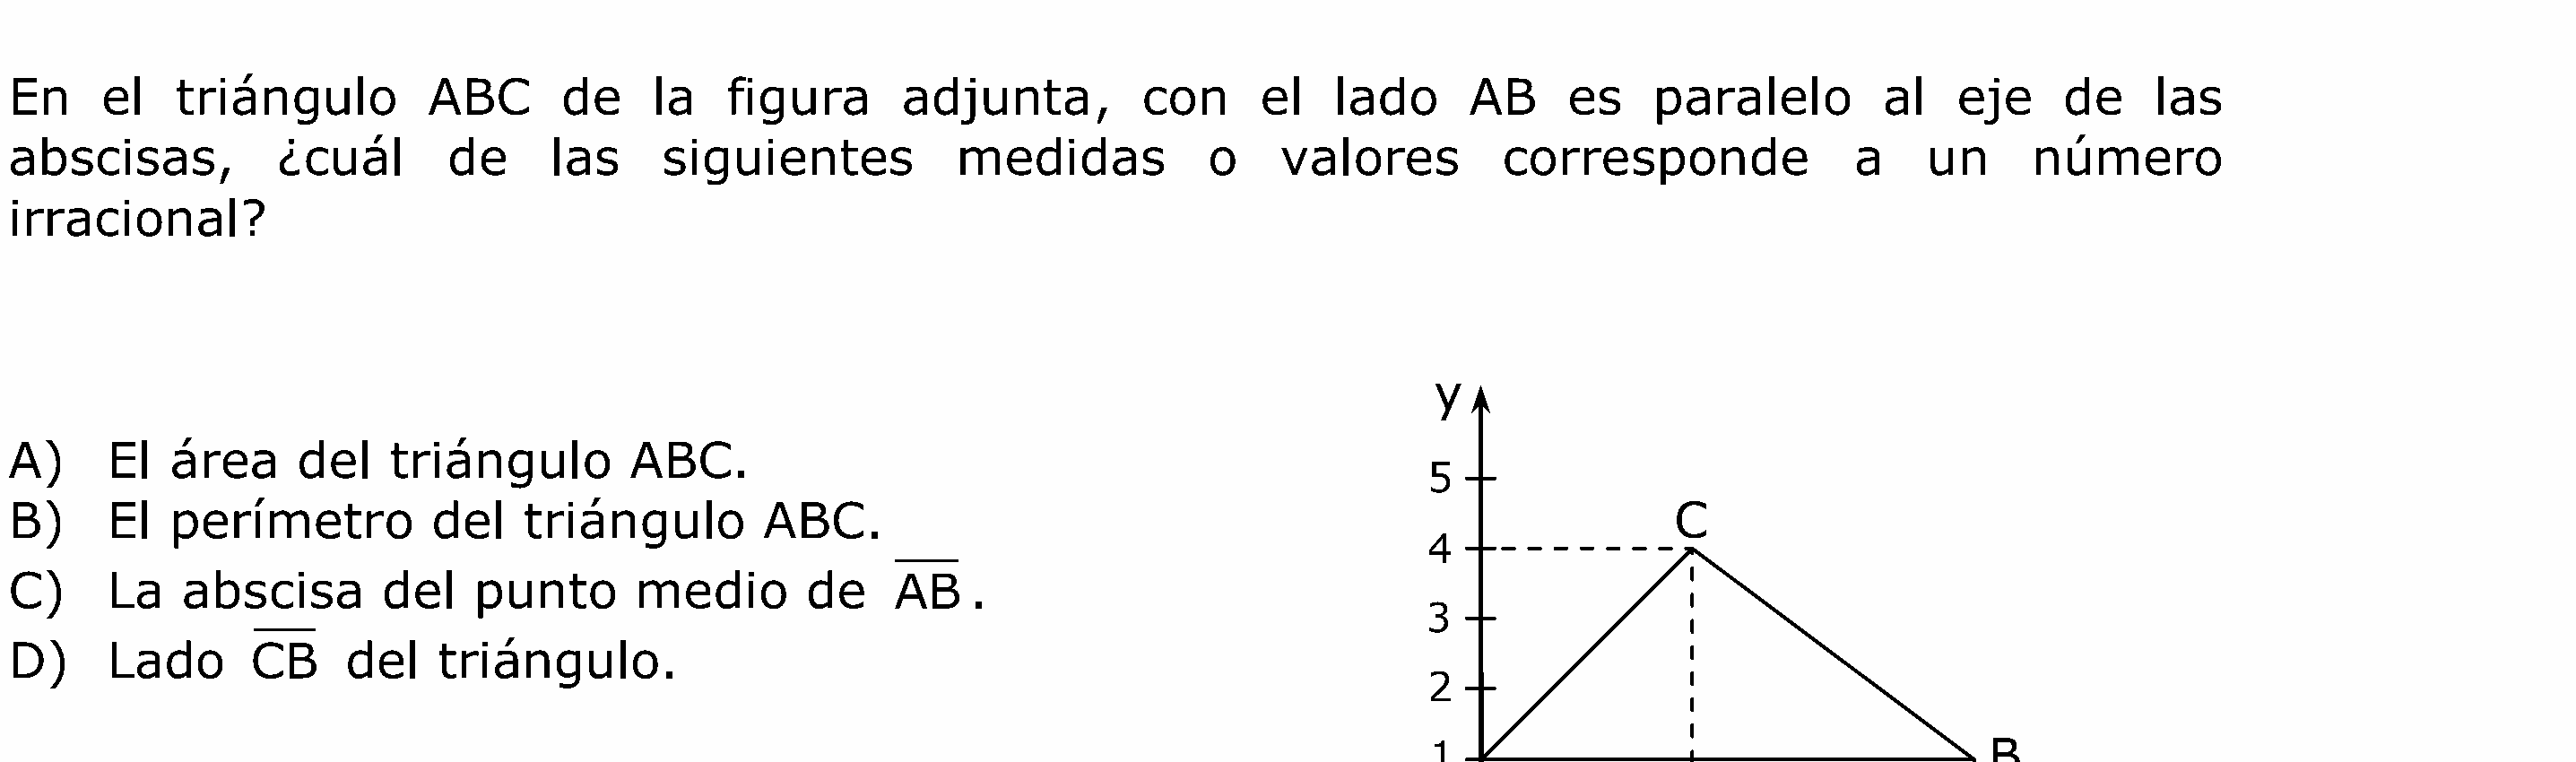 En el triángulo ABC de la figura adjunta, con el lado AB es paralelo al eje de las
abscisas, ¿cuál de las siguientes medidas o valores corresponde a un número
irracional?
A) El área del triángulo ABC.
B) El perímetro del triángulo ABC.
C) La abscisa del punto medio de AB.
D) Lado CB del triángulo.
y
5
C
4
3
2
1
B